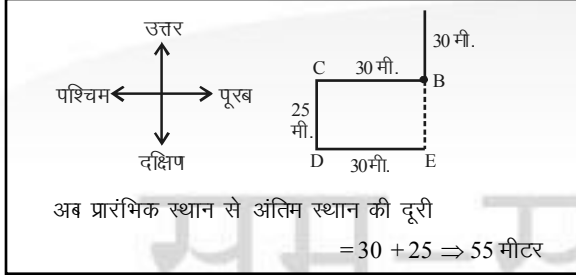 उत्तर
पश्चिम पूरब
दक्षिण
30 मी.
C 30 मी. B
25
मी.
D 30मी. E
अब प्रारंभिक स्थान से अंतिम स्थान की दूरी
= 30 + 25 ⇒ 55 मीटर